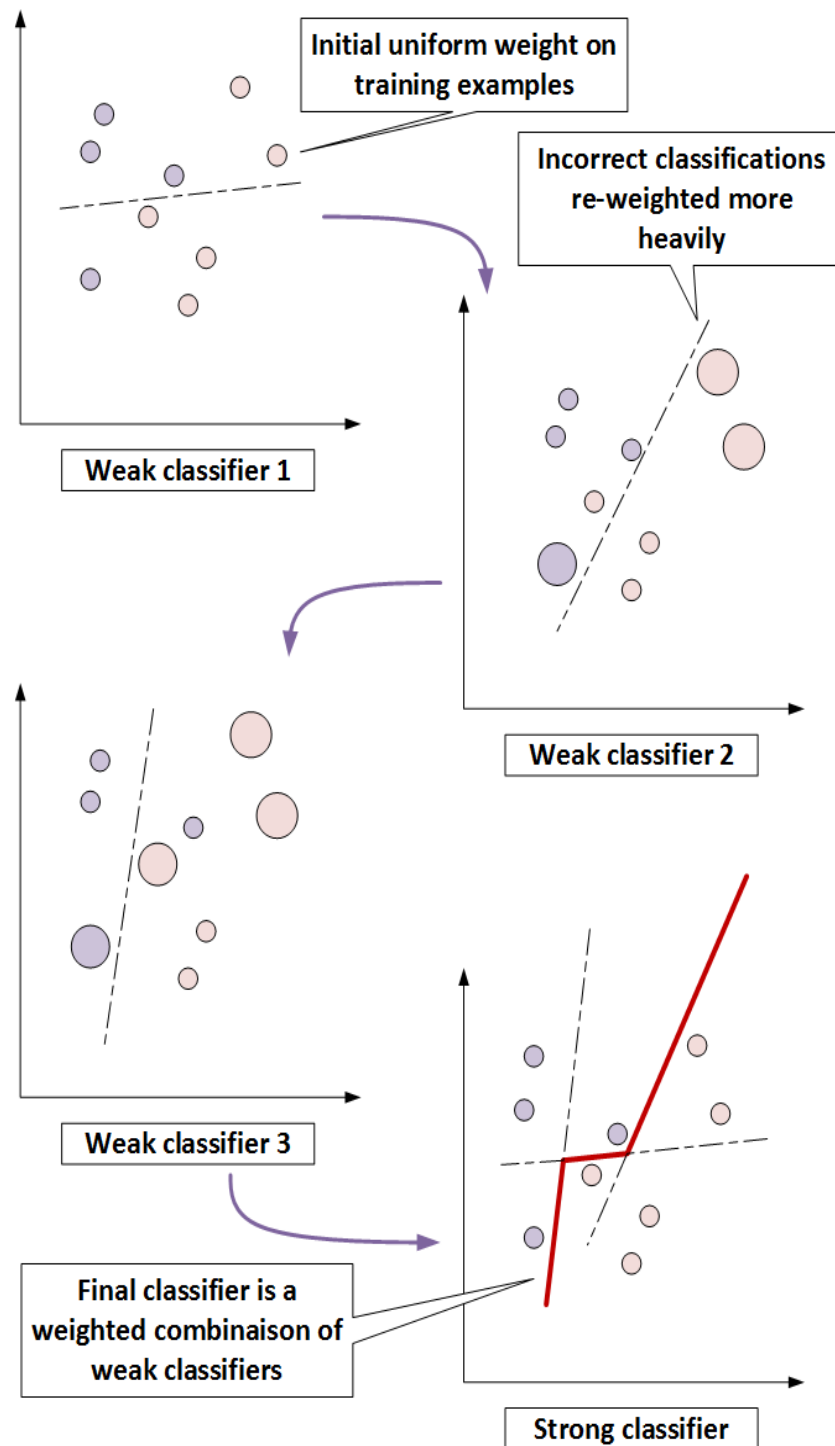 Initial uniform weight on
training examples
Incorrect classifications
re-weighted more
heavily
Weak classifier 1
Weak classifier 2
Weak classifier 3
Final classifier is a
weighted combinaison of
weak classifiers
Strong classifier